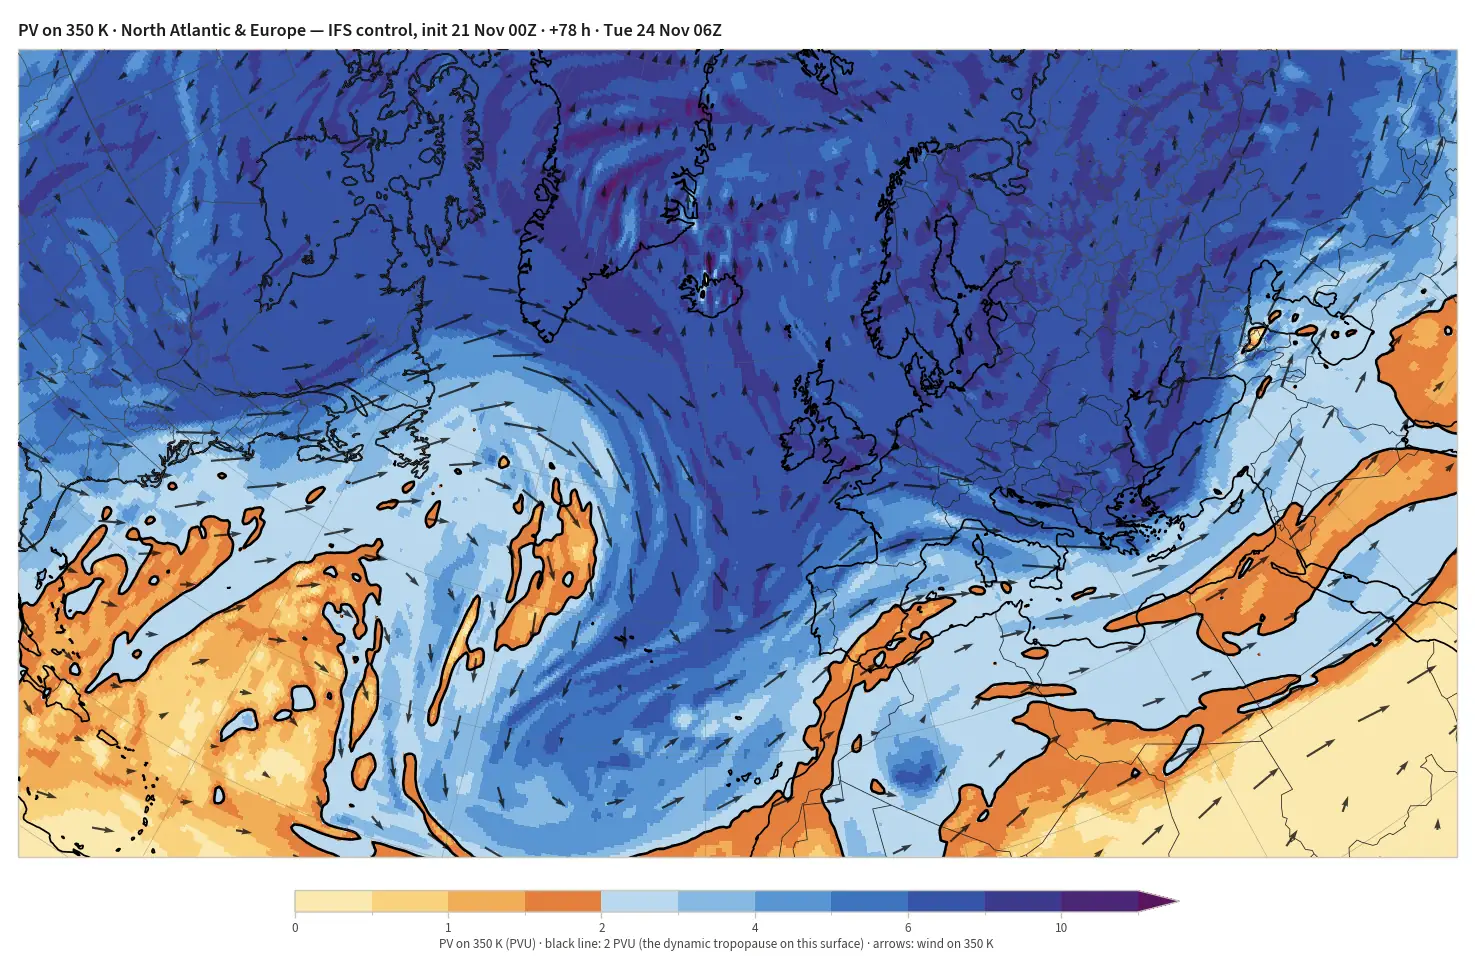 PV on 350 K · North Atlantic & Europe — IFS control, init 21 Nov 00Z · +78 h · Tue 24 Nov 06Z
0 1 2 4 6 10
PV on 350 K (PVU) · black line: 2 PVU (the dynamic tropopause on this surface) · arrows: wind on 350 K